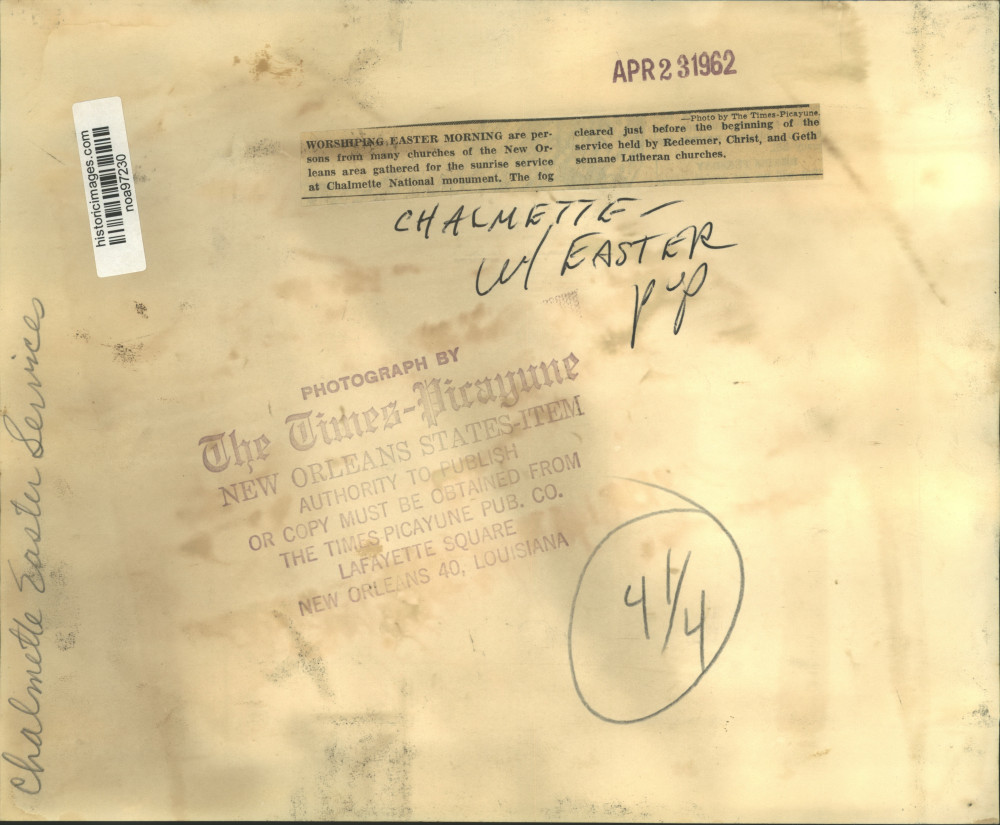 APR 2 3 1962
historicimages.com
noa97230
WORSHIPING EASTER MORNING are per-
sons from many churches of the New Or-
leans area gathered for the sunrise service
at Chalmette National monument. The fog
—Photo by The Times-Picayune.
cleared just before the beginning of the
service held by Redeemer, Christ, and Geth
semane Lutheran churches.
CHALMETTE –
W/ EASTER
pup
PHOTOGRAPH BY
The Times-Picayune
NEW ORLEANS STATES-ITEM
AUTHORITY TO PUBLISH
OR COPY MUST BE OBTAINED FROM
THE TIMES-PICAYUNE PUB. CO.
LAFAYETTE SQUARE
NEW ORLEANS 40, LOUISIANA
4 1/4
Chalmette Easter Services